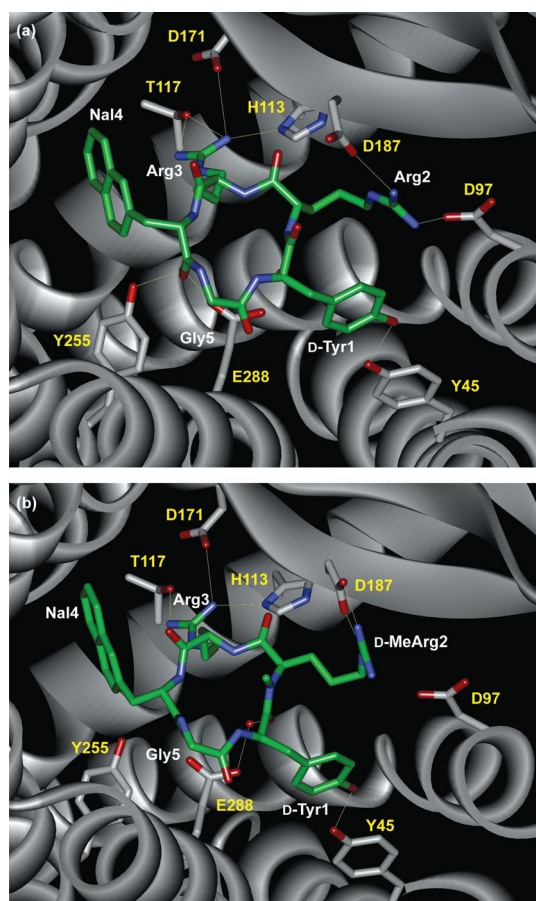 (a)
D171
T117
H113
Nal4
D187
Arg3
Arg2
D97
Y255
Gly5
D-Tyr1
E288
Y45
(b)
D171
T117
H113
D187
Arg3
Nal4
D-MeArg2
D97
Y255
Gly5
E288
D-Tyr1
Y45